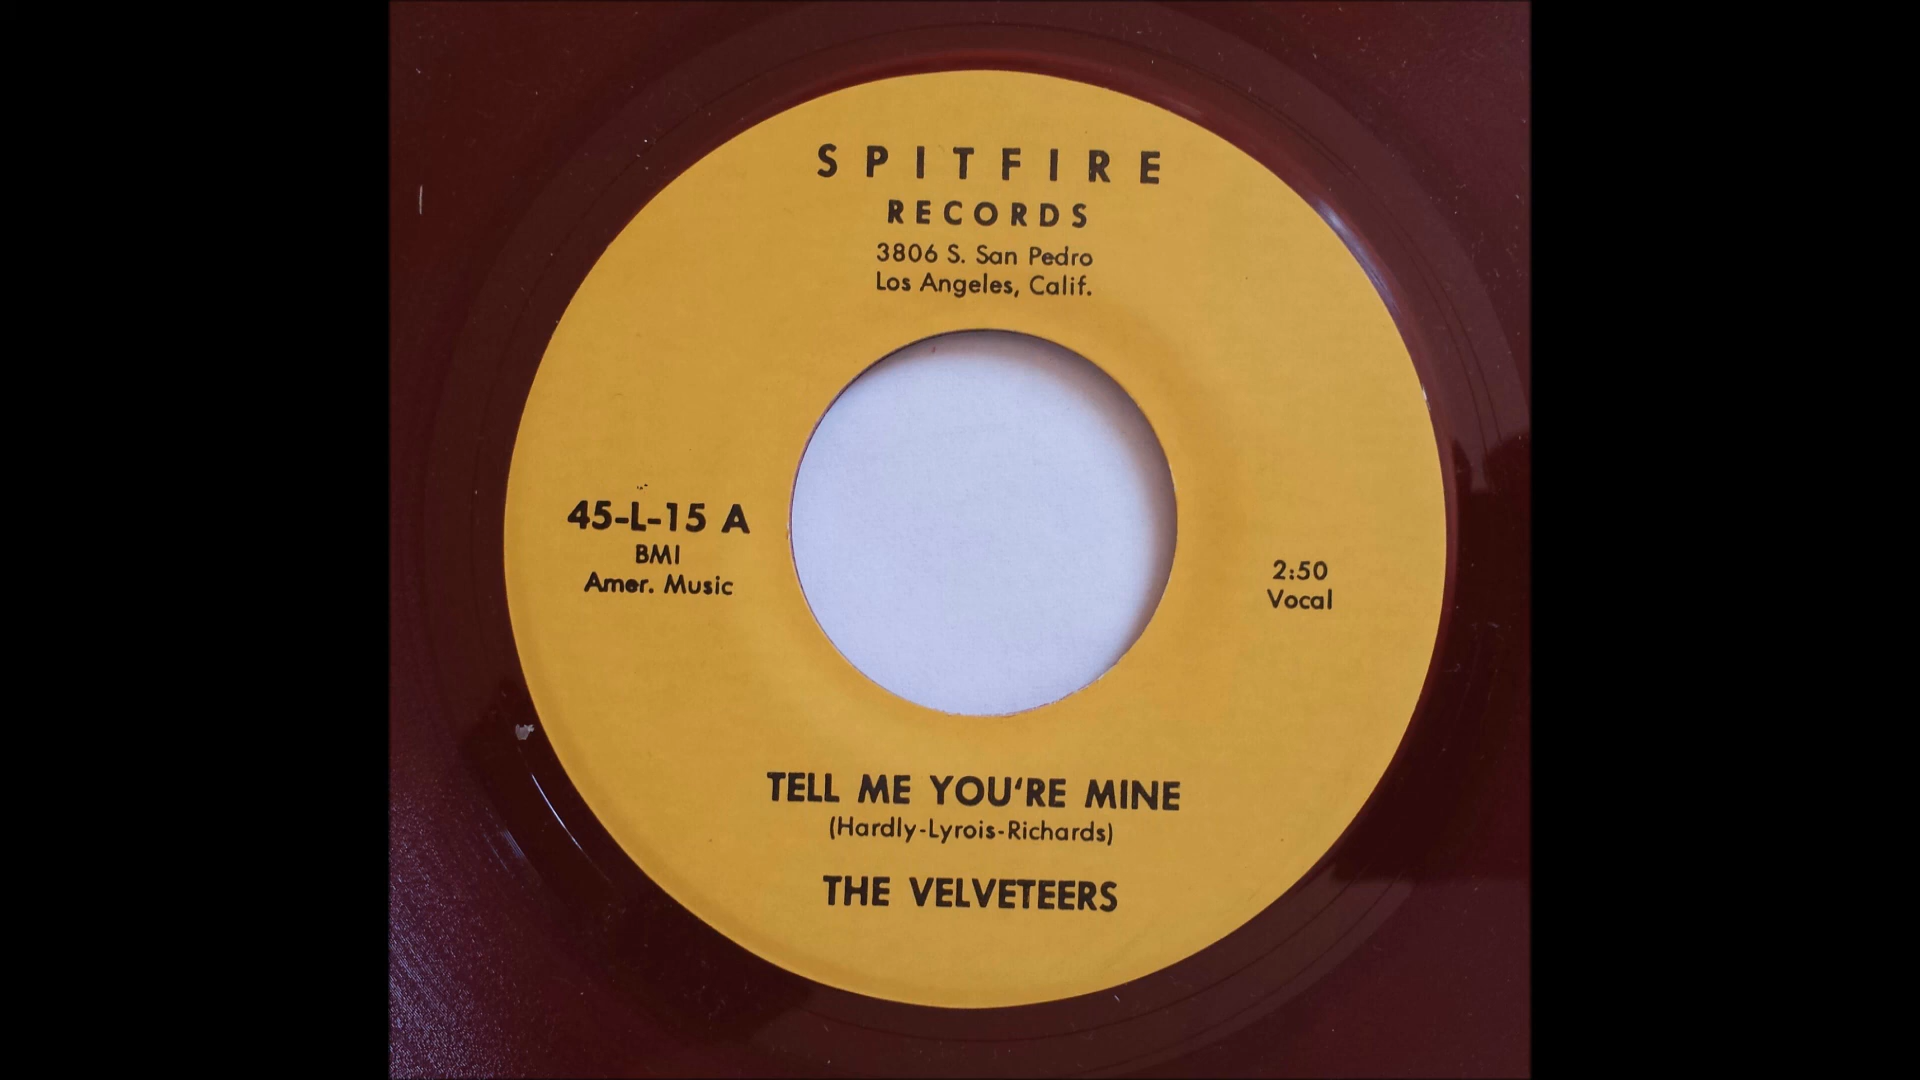 SPITFIRE
RECORDS
3806 S. San Pedro
Los Angeles, Calif.
45-L-15 A
BMI
Amer. Music
2:50
Vocal
TELL ME YOU'RE MINE
(Hardly-Lyrois-Richards)
THE VELVETEERS